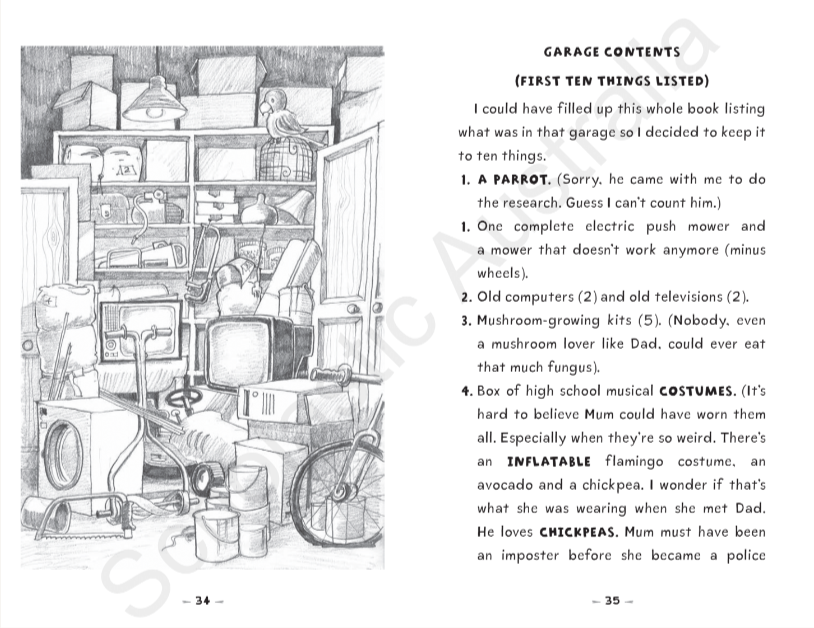 GARAGE CONTENTS
(FIRST TEN THINGS LISTED)
I could have filled up this whole book listing
what was in that garage so I decided to keep it
to ten things.
1. A PARROT. (Sorry, he came with me to do
the research. Guess I can't count him.)
1. One complete electric push mower and
a mower that doesn't work anymore (minus
wheels).
2. Old computers (2) and old televisions (2).
3. Mushroom-growing kits (5). (Nobody, even
a mushroom lover like Dad, could ever eat
that much fungus).
4. Box of high school musical COSTUMES. (It's
hard to believe Mum could have worn them
all. Especially when they're so weird. There's
an INFLATABLE flamingo costume, an
avocado and a chickpea. I wonder if that's
what she was wearing when she met Dad.
He loves CHICKPEAS. Mum must have been
an imposter before she became a police
– 34 –
– 35 –
Scholastic Australia